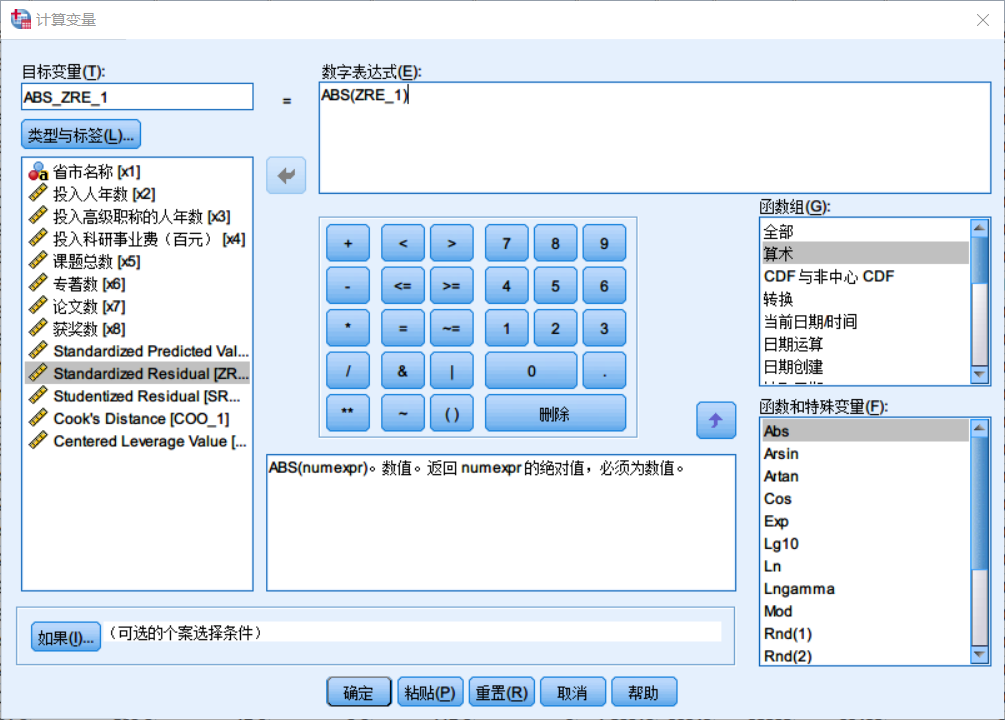 计算变量
目标变量(T):
ABS_ZRE_1
=
数字表达式(E):
ABS(ZRE_1)
类型与标签(L)...
省市名称 [x1]
投入人年数 [x2]
投入高级职称的人年数 [x3]
投入科研事业费（百元） [x4]
课题总数 [x5]
专著数 [x6]
论文数 [x7]
获奖数 [x8]
Standardized Predicted Val...
Standardized Residual [ZR...
Studentized Residual [SR...
Cook's Distance [COO_1]
Centered Leverage Value [...
+ < > 7 8 9
- <= >= 4 5 6
* = ~= 1 2 3
/ & | 0 .
** ~ ( ) 删除
函数组(G):
全部
算术
CDF 与非中心 CDF
转换
当前日期/时间
日期运算
日期创建
函数和特殊变量(F):
Abs
Arsin
Artan
Cos
Exp
Lg10
Ln
Lngamma
Mod
Rnd(1)
Rnd(2)
ABS(numexpr)。数值。返回 numexpr 的绝对值，必须为数值。
如果(I)...
（可选的个案选择条件）
确定 粘贴(P) 重置(R) 取消 帮助